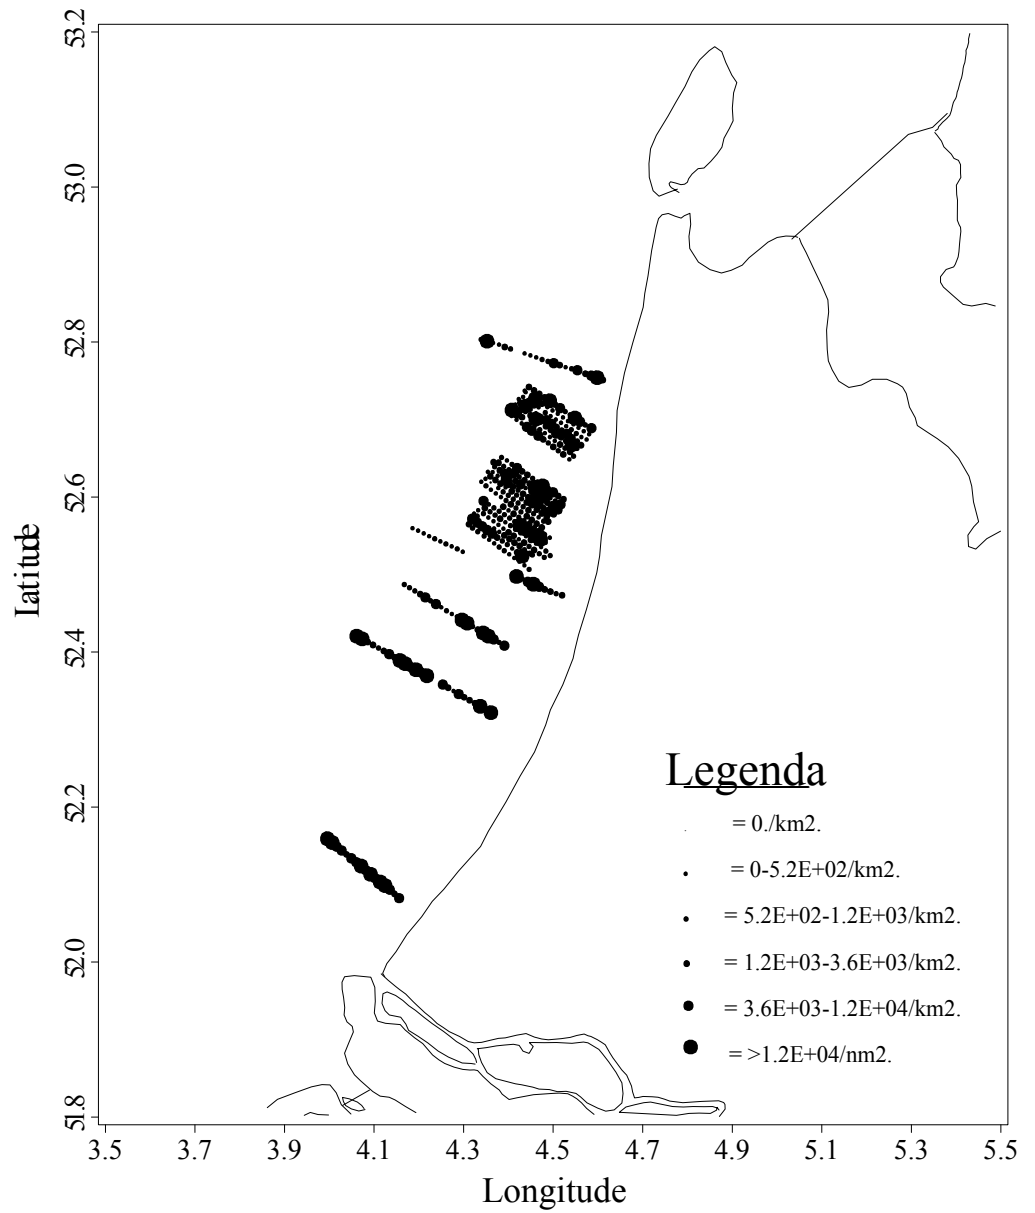 53.2
53.0
52.8
52.6
52.4
52.2
52.0
51.8
Latitude
Legenda
= 0./km2.
= 0-5.2E+02/km2.
= 5.2E+02-1.2E+03/km2.
= 1.2E+03-3.6E+03/km2.
= 3.6E+03-1.2E+04/km2.
= >1.2E+04/nm2.
3.5 3.7 3.9 4.1 4.3 4.5 4.7 4.9 5.1 5.3 5.5
Longitude